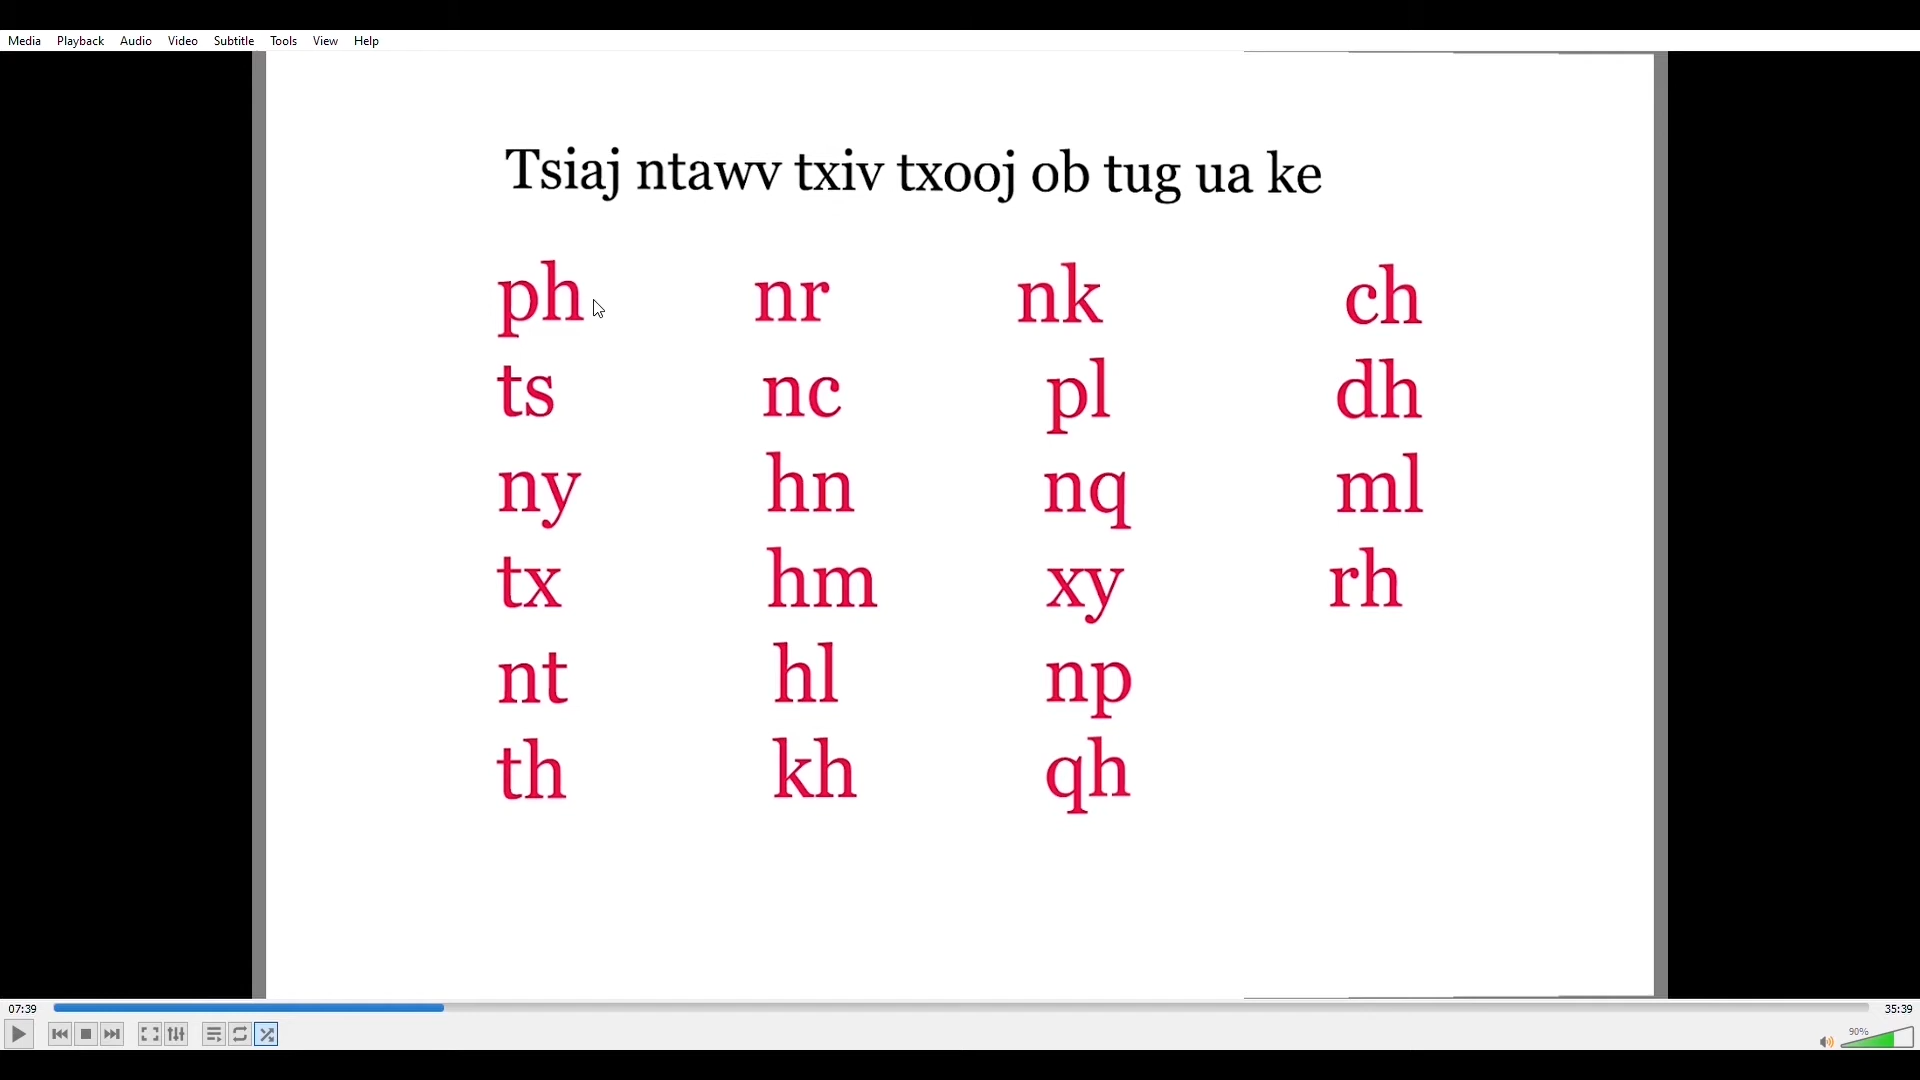 Media Playback Audio Video Subtitle Tools View Help
Tsiaj ntawv txiv txooj ob tug ua ke
ph nr nk ch
ts nc pl dh
ny hn nq ml
tx hm xy rh
nt hl np
th kh qh
07:39 35:39
90%